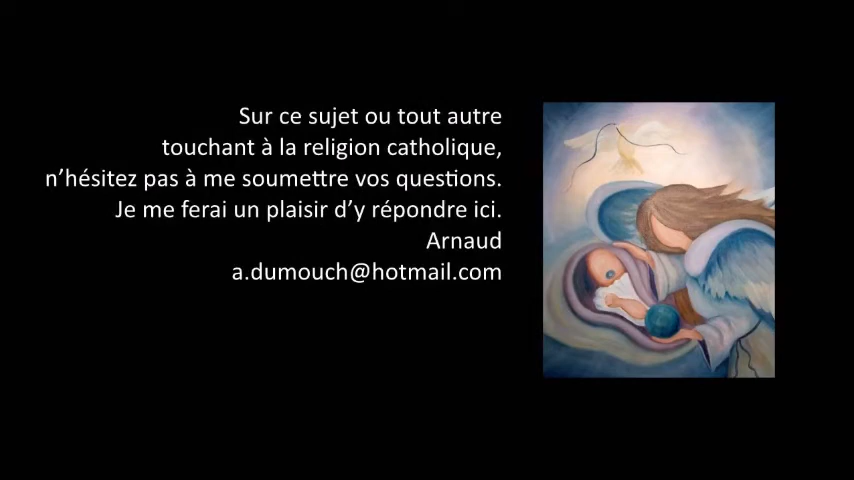 Sur ce sujet ou tout autre
touchant à la religion catholique,
n’hésitez pas à me soumettre vos questions.
Je me ferai un plaisir d’y répondre ici.
Arnaud
a.dumouch@hotmail.com